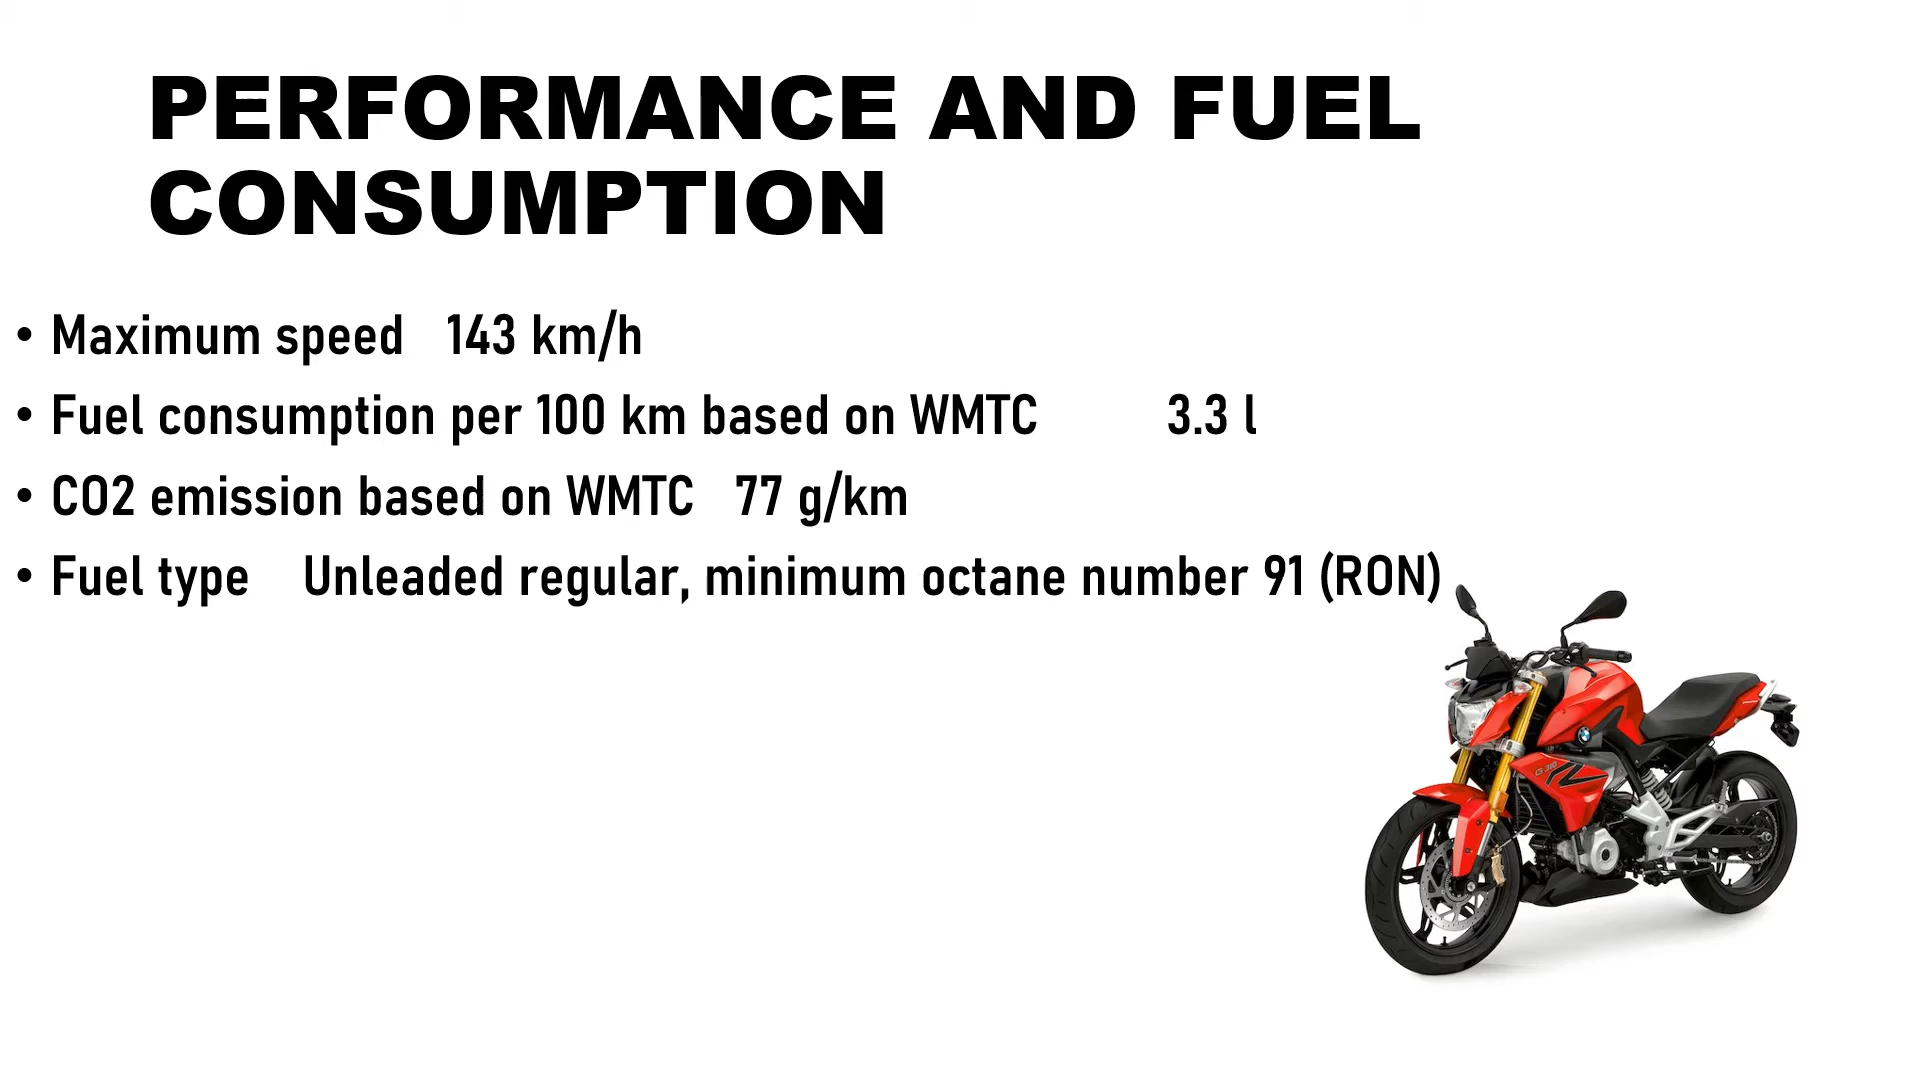 PERFORMANCE AND FUEL
CONSUMPTION
• Maximum speed 143 km/h
• Fuel consumption per 100 km based on WMTC 3.3 l
• CO2 emission based on WMTC 77 g/km
• Fuel type Unleaded regular, minimum octane number 91 (RON)
G 310 R